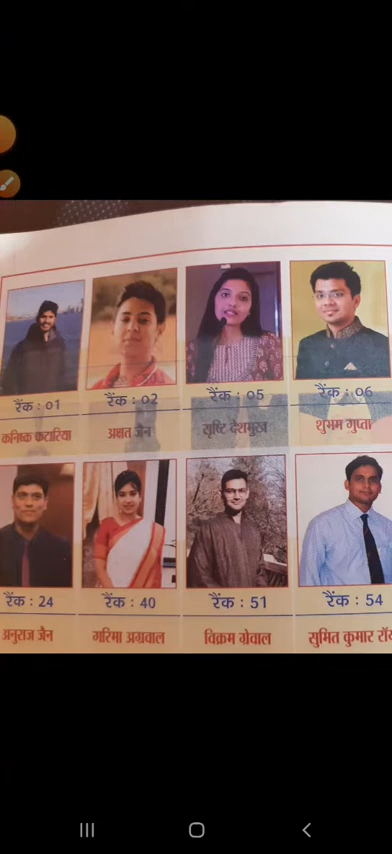 रैंक : 01 रैंक : 02 रैंक : 05 रैंक : 06
कनिष्क कटारिया अक्षत जैन सृष्टि देशमुख शुभम गुप्ता
रैंक : 24 रैंक : 40 रैंक : 51 रैंक : 54
अनुराज जैन गरिमा अग्रवाल विक्रम ग्रेवाल सुमित कुमार रॉय